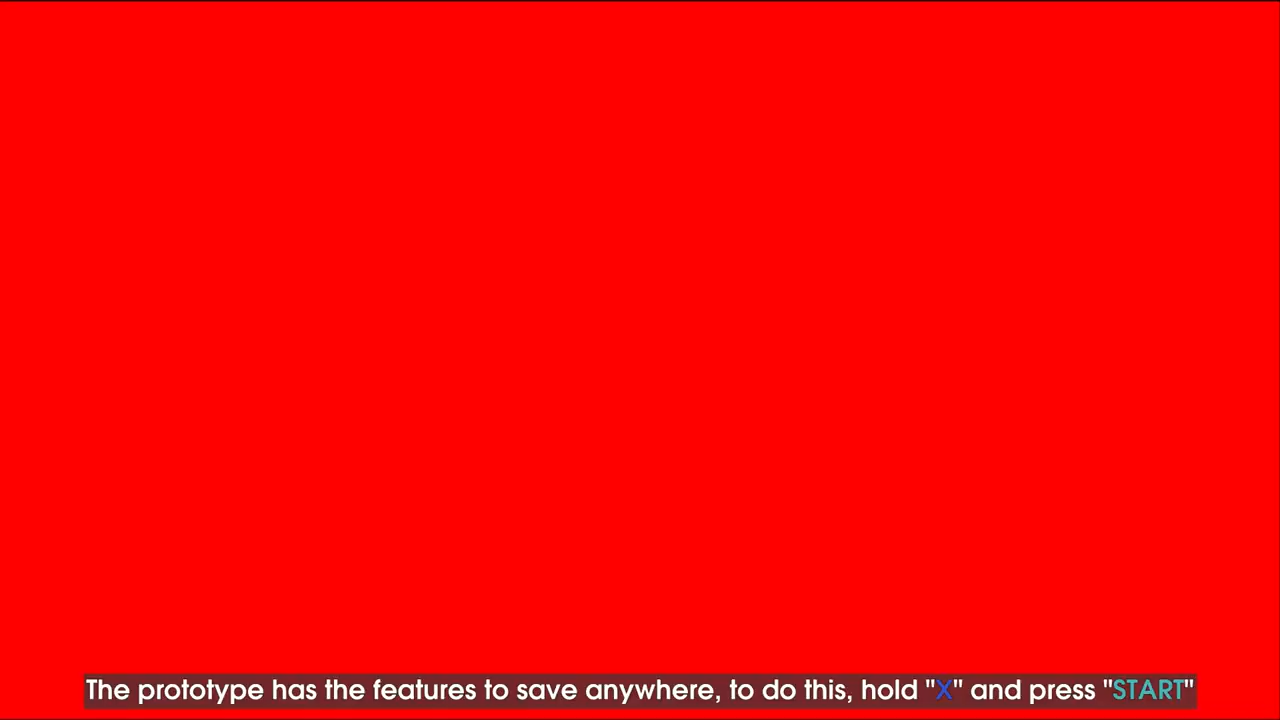 The prototype has the features to save anywhere, to do this, hold "X" and press "START"